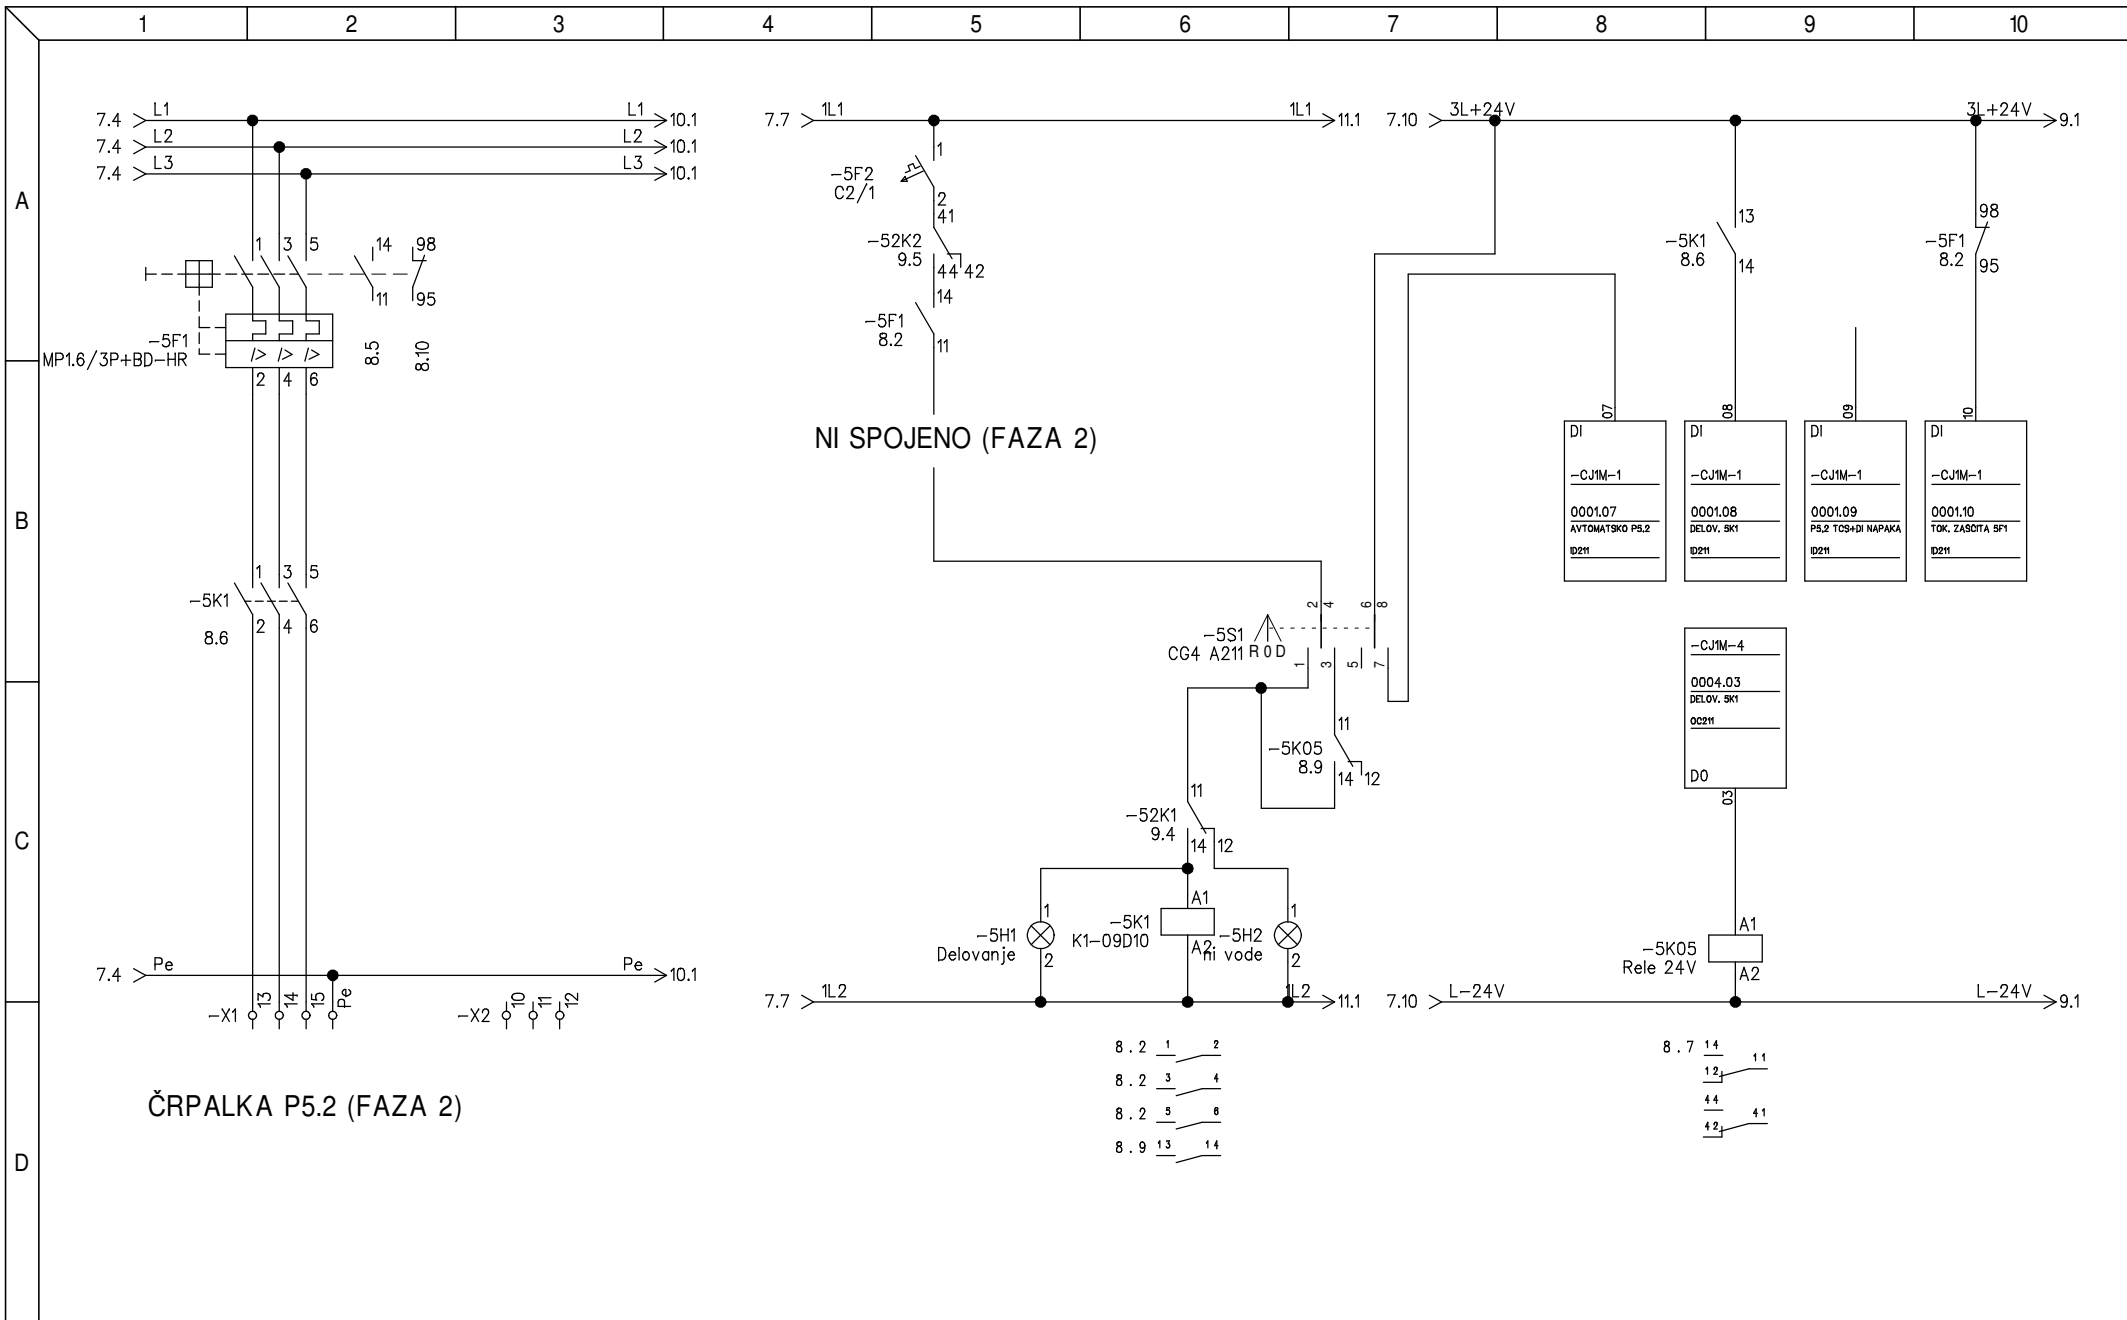 1 2 3 4 5 6 7 8 9 10
A
B
C
D
7.4 L1 L1 10.1
7.4 L2 L2 10.1
7.4 L3 L3 10.1
1 3 5 14 98
11 95
-5F1
MP1.6/3P+BD-HR
I> I> I>
2 4 6
8.5 8.10
1 3 5
-5K1
8.6
2 4 6
7.4 Pe Pe 10.1
-X1 13 14 15 Pe
-X2 10 11 12
ČRPALKA P5.2 (FAZA 2)
7.7 1L1 1L1 11.1
1
-5F2
C2/1
2
41
-52K2
9.5
44 42
14
-5F1
8.2
11
NI SPOJENO (FAZA 2)
2 4 6 8
-5S1
CG4 A211 R 0 D
1 3 5 7
11
-5K05
8.9
14 12
11
-52K1
9.4
14 12
1
-5H1
Delovanje
2
A1
-5K1
K1-09D10
A2
1
-5H2
ni vode
2
7.7 1L2 1L2 11.1
8.2 1 2
8.2 3 4
8.2 5 6
8.9 13 14
7.10 3L+24V 3L+24V 9.1
13
-5K1
8.6
14
98
-5F1
8.2
95
07 08 09 10
DI
-CJ1M-1
0001.07
AVTOMATSKO P5.2
ID211
DI
-CJ1M-1
0001.08
DELOV. 5K1
ID211
DI
-CJ1M-1
0001.09
P5.2 TCS+DI NAPAKA
ID211
DI
-CJ1M-1
0001.10
TOK. ZAŠČITA 5F1
ID211
-CJ1M-4
0004.03
DELOV. 5K1
OC211
DO
03
A1
-5K05
Rele 24V
A2
7.10 L-24V L-24V 9.1
8.7 14
11
12
44
41
42